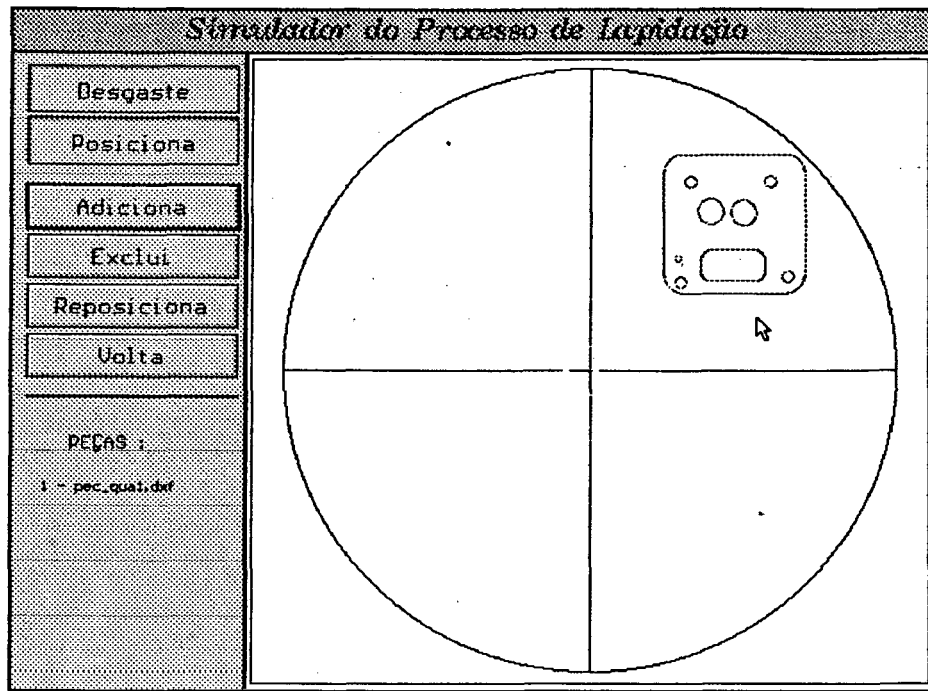 Simulador do Processo de Lapidação
Desgaste
Posiciona
Adiciona
Exclui
Reposiciona
Volta
PEÇAS :
1 - pec_qua1.dxf